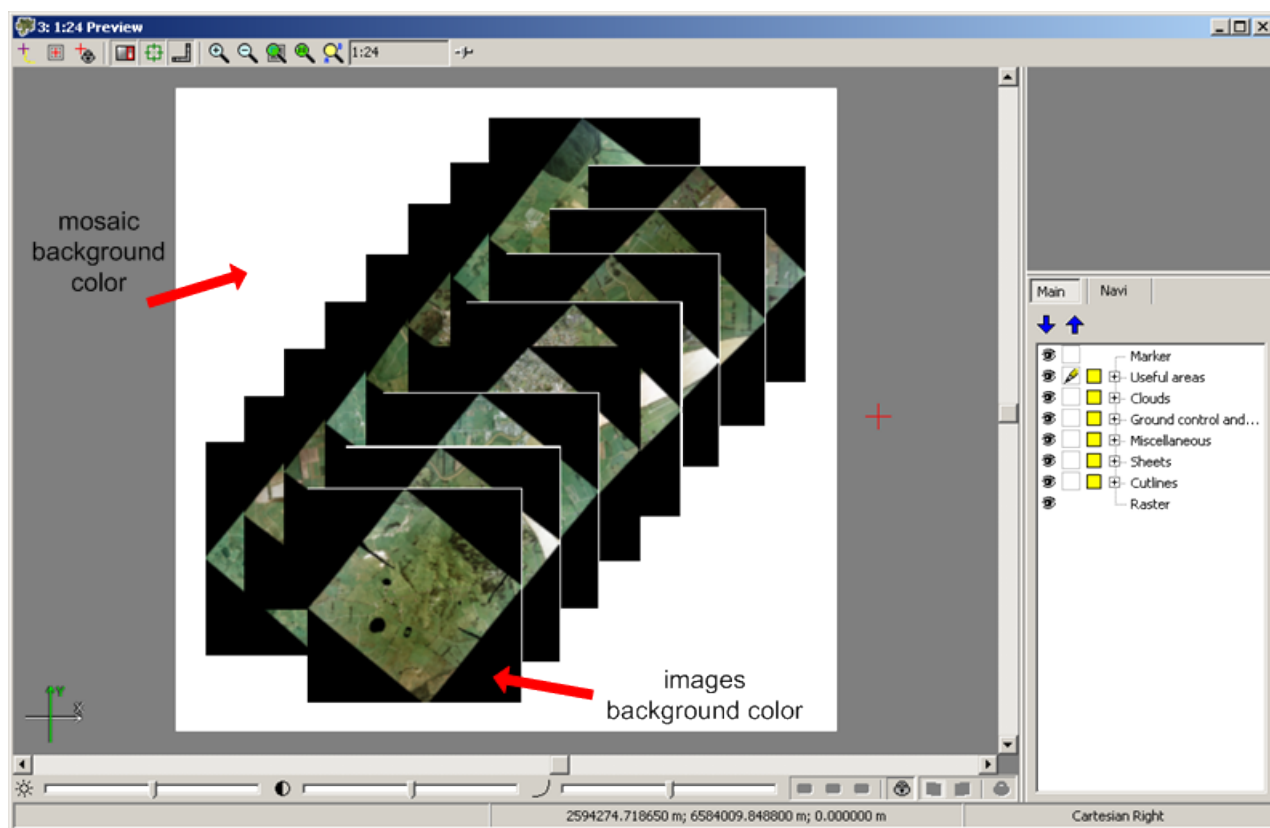 3: 1:24 Preview
1:24
mosaic
background
color
images
background color
Y
X
Main
Navi
Marker
Useful areas
Clouds
Ground control and...
Miscellaneous
Sheets
Cutlines
Raster
2594274.718650 m; 6584009.848800 m; 0.000000 m
Cartesian Right